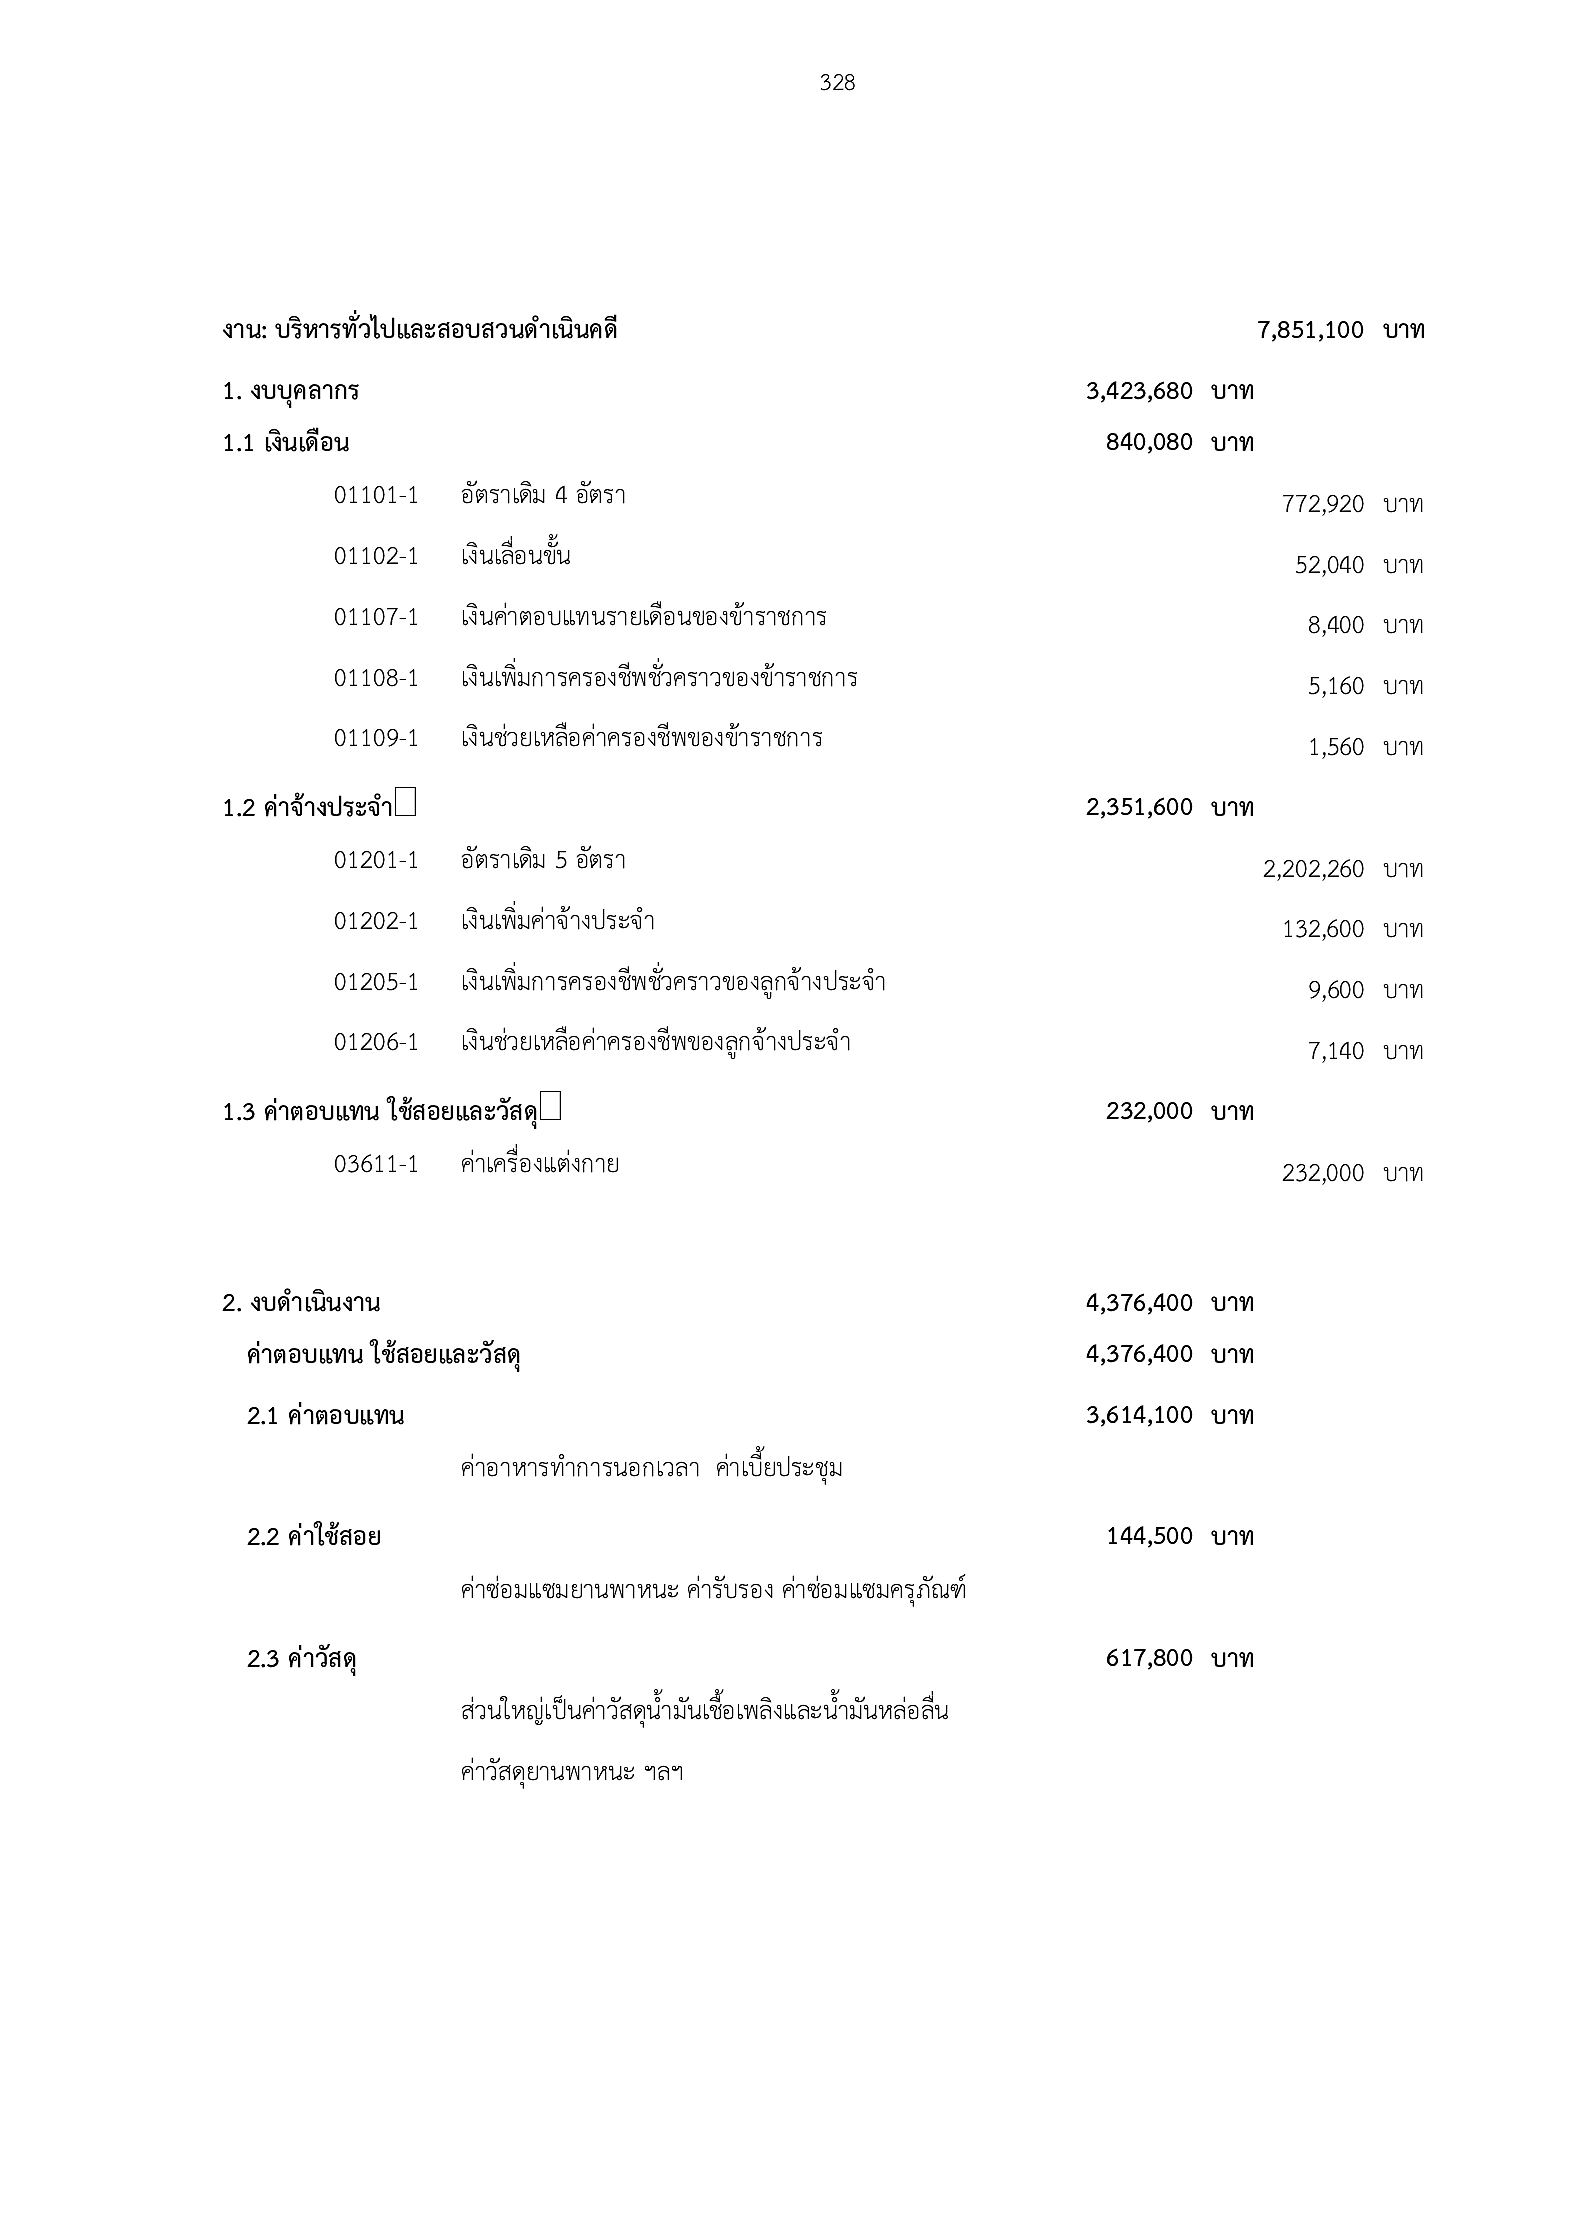 328
งาน: บริหารทั่วไปและสอบสวนดำเนินคดี 7,851,100 บาท
1. งบบุคลากร 3,423,680 บาท
1.1 เงินเดือน 840,080 บาท
01101-1 อัตราเดิม 4 อัตรา 772,920 บาท
01102-1 เงินเลื่อนขั้น 52,040 บาท
01107-1 เงินค่าตอบแทนรายเดือนของข้าราชการ 8,400 บาท
01108-1 เงินเพิ่มการครองชีพชั่วคราวของข้าราชการ 5,160 บาท
01109-1 เงินช่วยเหลือค่าครองชีพของข้าราชการ 1,560 บาท
1.2 ค่าจ้างประจำ 2,351,600 บาท
01201-1 อัตราเดิม 5 อัตรา 2,202,260 บาท
01202-1 เงินเพิ่มค่าจ้างประจำ 132,600 บาท
01205-1 เงินเพิ่มการครองชีพชั่วคราวของลูกจ้างประจำ 9,600 บาท
01206-1 เงินช่วยเหลือค่าครองชีพของลูกจ้างประจำ 7,140 บาท
1.3 ค่าตอบแทน ใช้สอยและวัสดุ 232,000 บาท
03611-1 ค่าเครื่องแต่งกาย 232,000 บาท
2. งบดำเนินงาน 4,376,400 บาท
ค่าตอบแทน ใช้สอยและวัสดุ 4,376,400 บาท
2.1 ค่าตอบแทน 3,614,100 บาท
ค่าอาหารทำการนอกเวลา ค่าเบี้ยประชุม
2.2 ค่าใช้สอย 144,500 บาท
ค่าซ่อมแซมยานพาหนะ ค่ารับรอง ค่าซ่อมแซมครุภัณฑ์
2.3 ค่าวัสดุ 617,800 บาท
ส่วนใหญ่เป็นค่าวัสดุน้ำมันเชื้อเพลิงและน้ำมันหล่อลื่น
ค่าวัสดุยานพาหนะ ฯลฯ